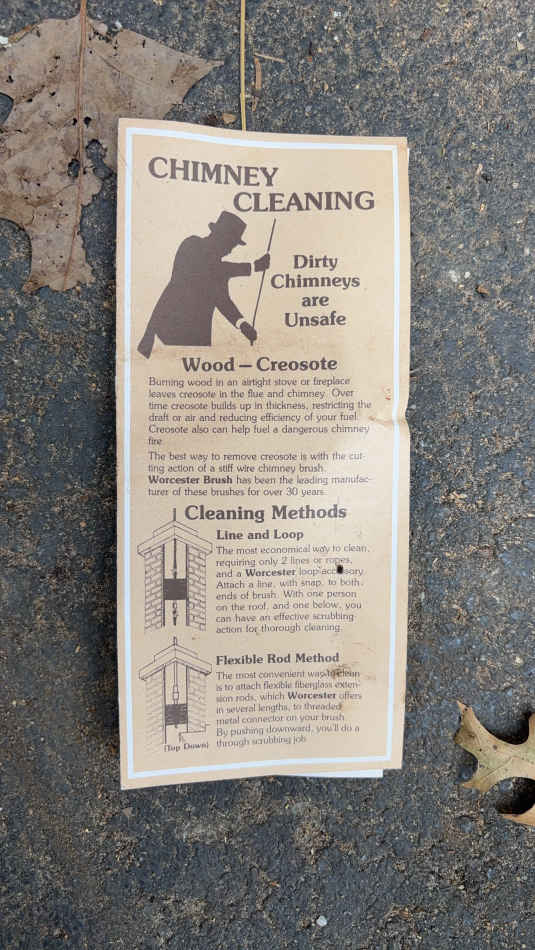 CHIMNEY
CLEANING
Dirty
Chimneys
are
Unsafe
Wood — Creosote
Burning wood in an airtight stove or fireplace
leaves creosote in the flue and chimney. Over
time creosote builds up in thickness, restricting the
draft or air and reducing efficiency of your fuel.
Creosote also can help fuel a dangerous chimney
fire.
The best way to remove creosote is with the cut-
ting action of a stiff wire chimney brush.
Worcester Brush has been the leading manufac-
turer of these brushes for over 30 years.
Cleaning Methods
Line and Loop
The most economical way to clean,
requiring only 2 lines or ropes,
and a Worcester loop accessory.
Attach a line, with snap, to both
ends of brush. With one person
on the roof, and one below, you
can have an effective scrubbing
action for thorough cleaning.
Flexible Rod Method
The most convenient way to clean
is to attach flexible fiberglass exten-
sion rods, which Worcester offers
in several lengths, to threaded
metal connector on your brush.
By pushing downward, you'll do a
through scrubbing job.
(Top Down)